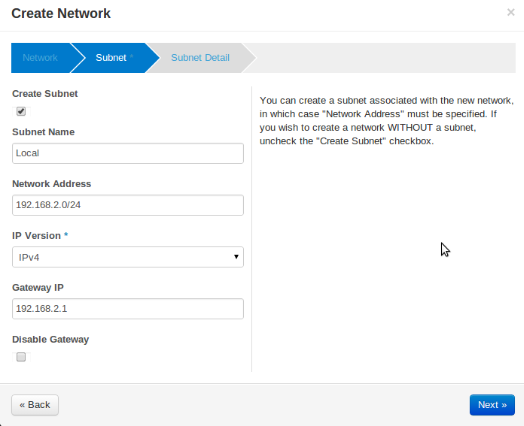 Create Network
×
Network
Subnet *
Subnet Detail
Create Subnet
Subnet Name
Local
Network Address
192.168.2.0/24
IP Version *
IPv4
Gateway IP
192.168.2.1
Disable Gateway
You can create a subnet associated with the new network,
in which case "Network Address" must be specified. If
you wish to create a network WITHOUT a subnet,
uncheck the "Create Subnet" checkbox.
« Back
Next »